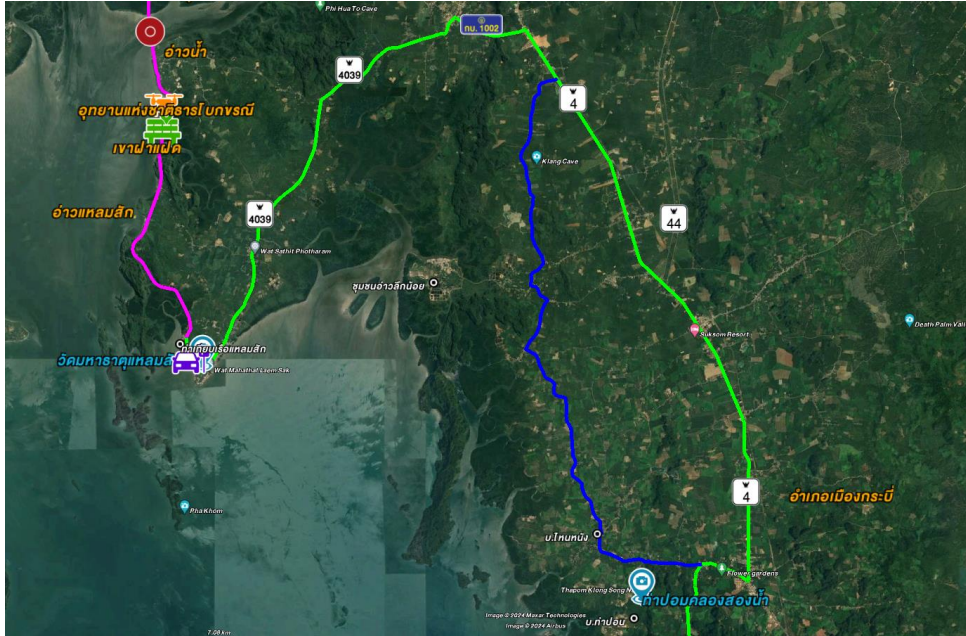 Phi Hua To Cave
กบ. 1002
อ่าวน้ำ
4039
4
อุทยานแห่งชาติธารโบกขรณี
เขาฝาแฝด
Klang Cave
อ่าวแหลมสัก
4039
44
Wat Sathit Photharam
ชุมชนอ่าวลึกน้อย
Death Palm Vall
Suksom Resort
ท่าเทียบเรือแหลมสัก
วัดมหาธาตุแหลมสั
Wat Mahathat Laem Sak
4
อำเภอเมืองกระบี่
Pha Khom
บ.ไหนหนัง
Flower gardens
Thapom Klong Song N
ท่าปอมคลองสองน้ำ
Image © 2024 Maxar Technologies
บ.ท่าปอม
Image © 2024 Airbus
7.08 km